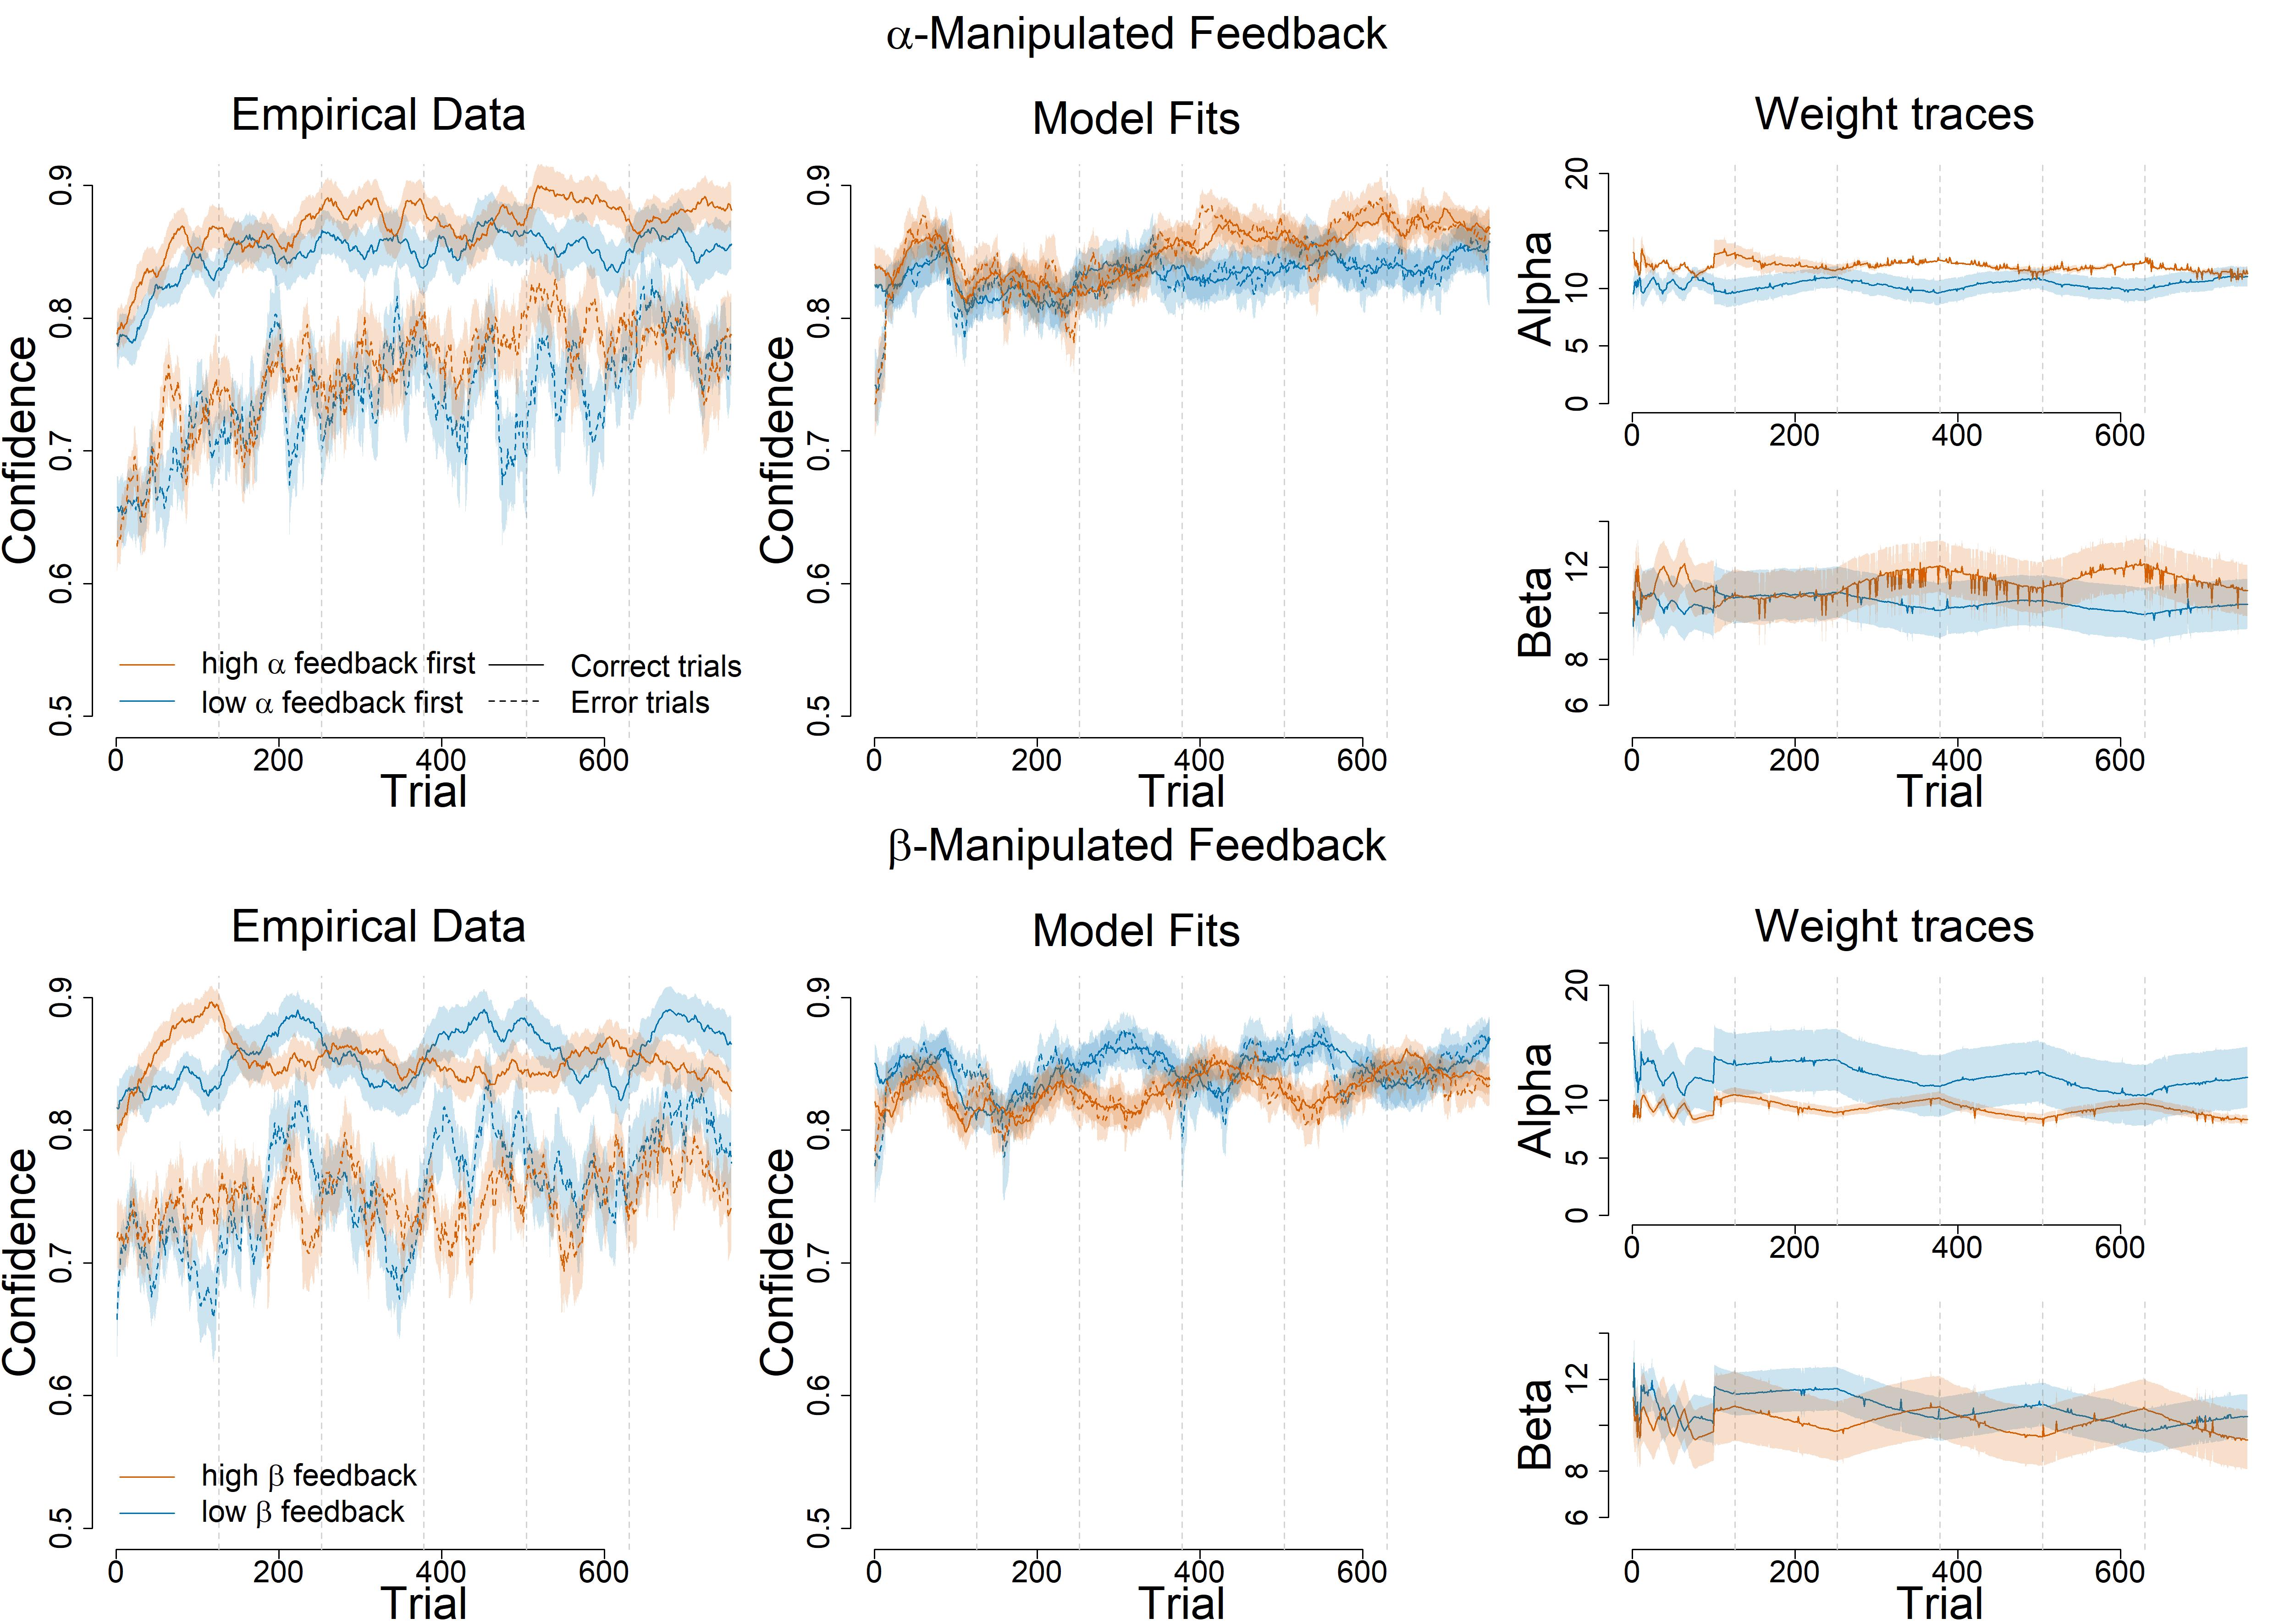 α-Manipulated Feedback
Empirical Data
Model Fits
Weight traces
Confidence
0.5 0.6 0.7 0.8 0.9
high α feedback first
low α feedback first
Correct trials
Error trials
0 200 400 600
Trial
Confidence
0.5 0.6 0.7 0.8 0.9
0 200 400 600
Trial
Alpha
0 5 10 20
0 200 400 600
Beta
6 8 12
0 200 400 600
Trial
β-Manipulated Feedback
Empirical Data
Model Fits
Weight traces
Confidence
0.5 0.6 0.7 0.8 0.9
high β feedback
low β feedback
0 200 400 600
Trial
Confidence
0.5 0.6 0.7 0.8 0.9
0 200 400 600
Trial
Alpha
0 5 10 20
0 200 400 600
Beta
6 8 12
0 200 400 600
Trial